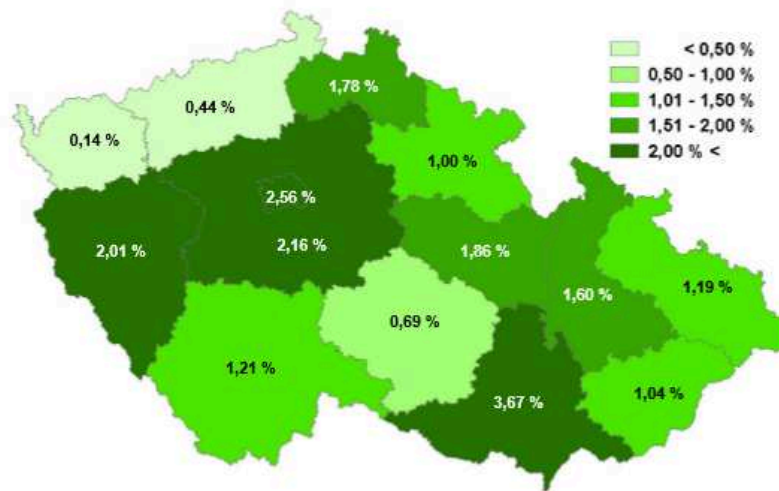 < 0,50 %
0,50 - 1,00 %
1,01 - 1,50 %
1,51 - 2,00 %
2,00 % <
1,78 %
0,44 %
0,14 %
1,00 %
2,56 %
2,01 %
2,16 %
1,86 %
1,60 %
1,19 %
0,69 %
1,21 %
1,04 %
3,67 %